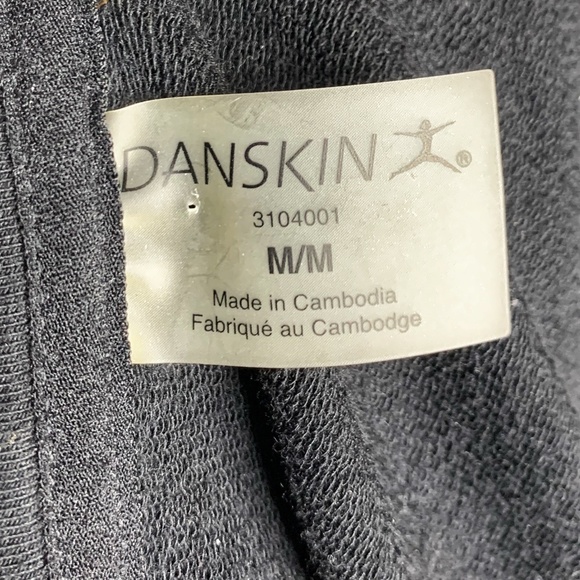 DANSKIN ®
3104001
M/M
Made in Cambodia
Fabriqué au Cambodge